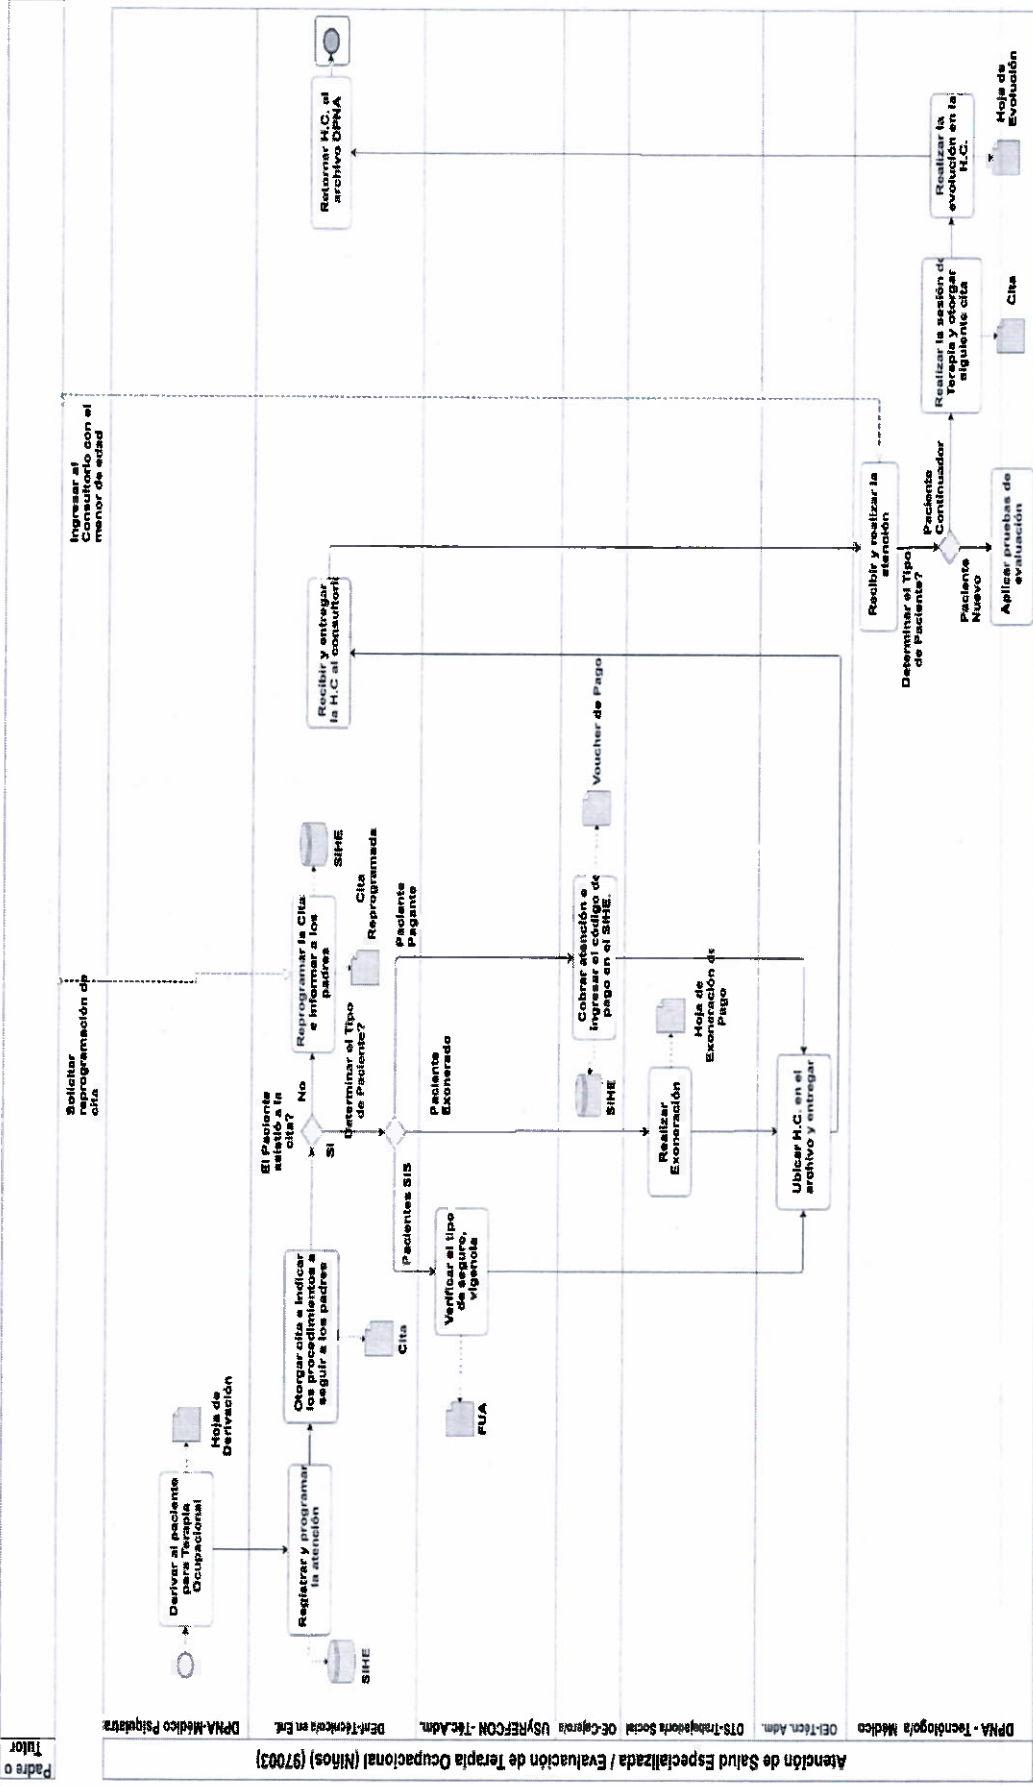 Padre o
Tutor
Solicitar
reprogramación de
cita
Ingresar al
Consultorio con el
menor de edad
Atención de Salud Especializada / Evaluación de Terapia Ocupacional (Niños) (97003)
DPNA-Médico Psiquiatra
Derivar al paciente
para Terapia
Ocupacional
Hoja de
Derivación
DEnf-Técnico/a en Enf.
Registrar y programar
la atención
SIHE
Otorgar cita e indicar
los procedimientos a
seguir a los padres
Cita
El Paciente
asistió a la
cita?
No
Si
Reprogramar la Cita
e informar a los
padres
SIHE
Cita
Reprogramada
Determinar el Tipo
de Paciente?
Recibir y entregar
la H.C al consultori
Retornar H.C. al
archivo DPNA
USyREFCON - Téc.Adm.
Pacientes SIS
Paciente
Exonerado
Paciente
Pagante
Verificar el tipo
de seguro,
vigencia
FUA
OE-Cajero/a
Cobrar atención e
ingresar el código de
pago en el SIHE.
SIHE
Voucher de Pago
DTS-Trabajador/a Social
Realizar
Exoneración
Hoja de
Exoneración de
Pago
OEI-Técn. Adm.
Ubicar H.C. en el
archivo y entregar
DPNA - Tecnólogo/a Médico
Recibir y realizar la
atención
Determinar el Tipo
de Paciente?
Paciente
Continuador
Paciente
Nuevo
Aplicar pruebas de
evaluación
Realizar la sesión de
Terapia y otorgar
siguiente cita
Cita
Realizar la
evolución en la
H.C.
Hoja de
Evolución